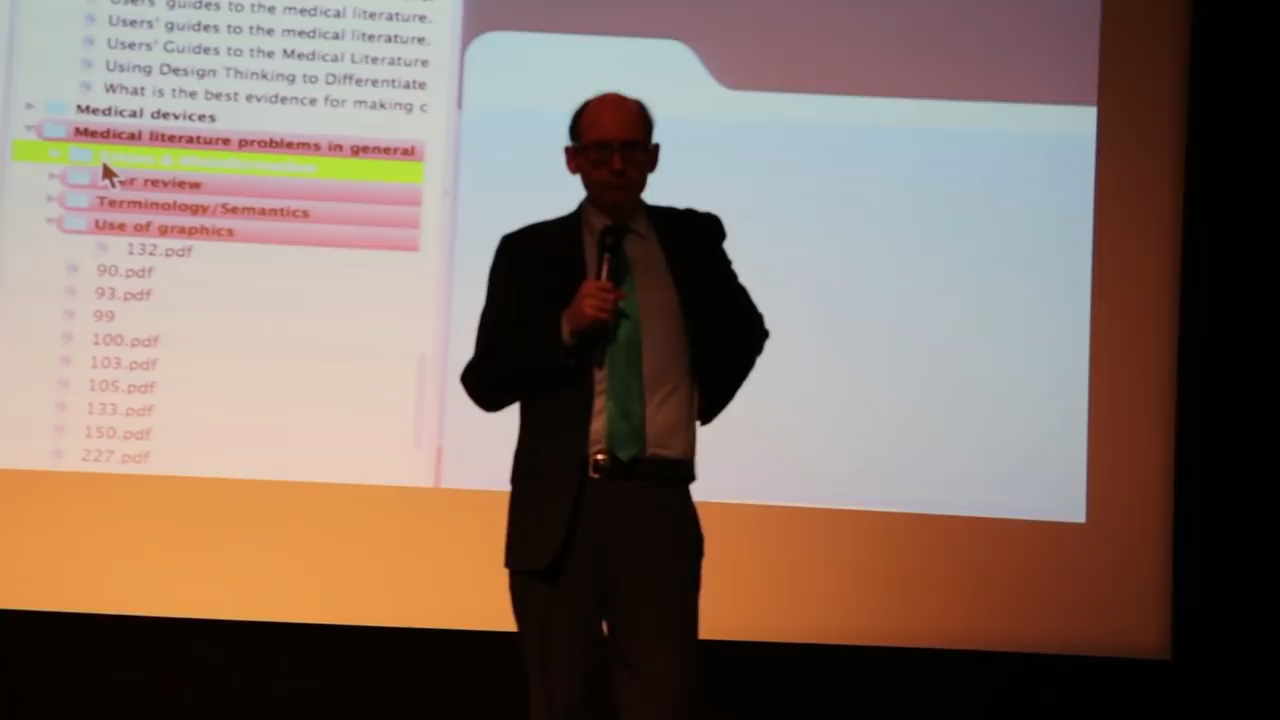 Users' guides to the medical literature.
Users' guides to the medical literature.
Users' Guides to the Medical Literature
Using Design Thinking to Differentiate
What is the best evidence for making c
Medical devices
Medical literature problems in general
Errors &
er review
Terminology/Semantics
Use of graphics
132.pdf
90.pdf
93.pdf
99
100.pdf
103.pdf
105.pdf
133.pdf
150.pdf
227.pdf